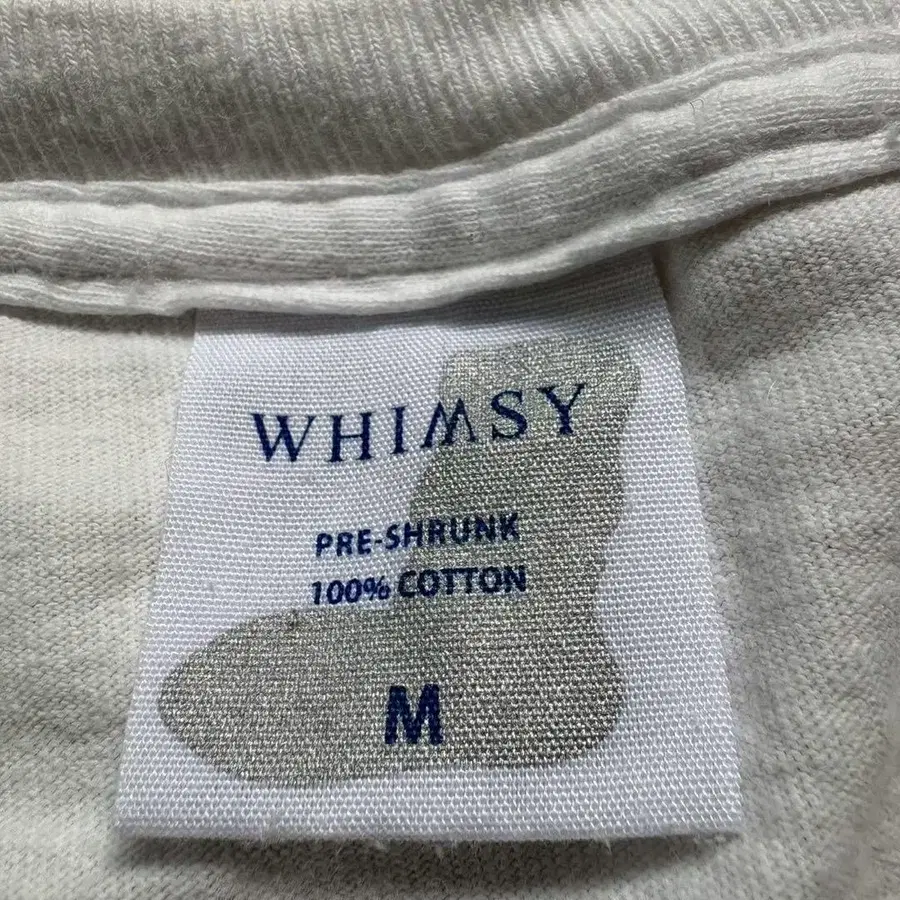 WHIMSY
PRE-SHRUNK
100% COTTON
M